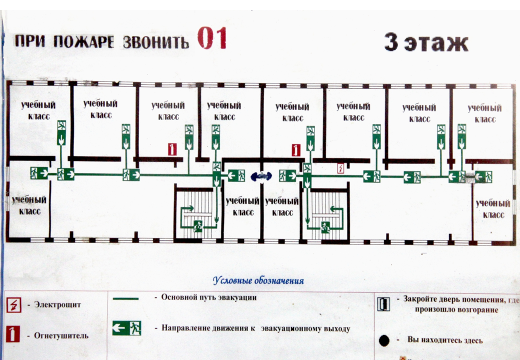 ПРИ ПОЖАРЕ ЗВОНИТЬ 01
3 этаж
учебный
класс
учебный
класс
учебный
класс
учебный
класс
учебный
класс
учебный
класс
учебный
класс
учебный
класс
учебный
класс
учебный
класс
учебный
класс
учебный
класс
Условные обозначения
- Электрощит
- Огнетушитель
- Основной путь эвакуации
- Направление движения к эвакуационному выходу
- Закройте дверь помещения, где
произошло возгорание
- Вы находитесь здесь